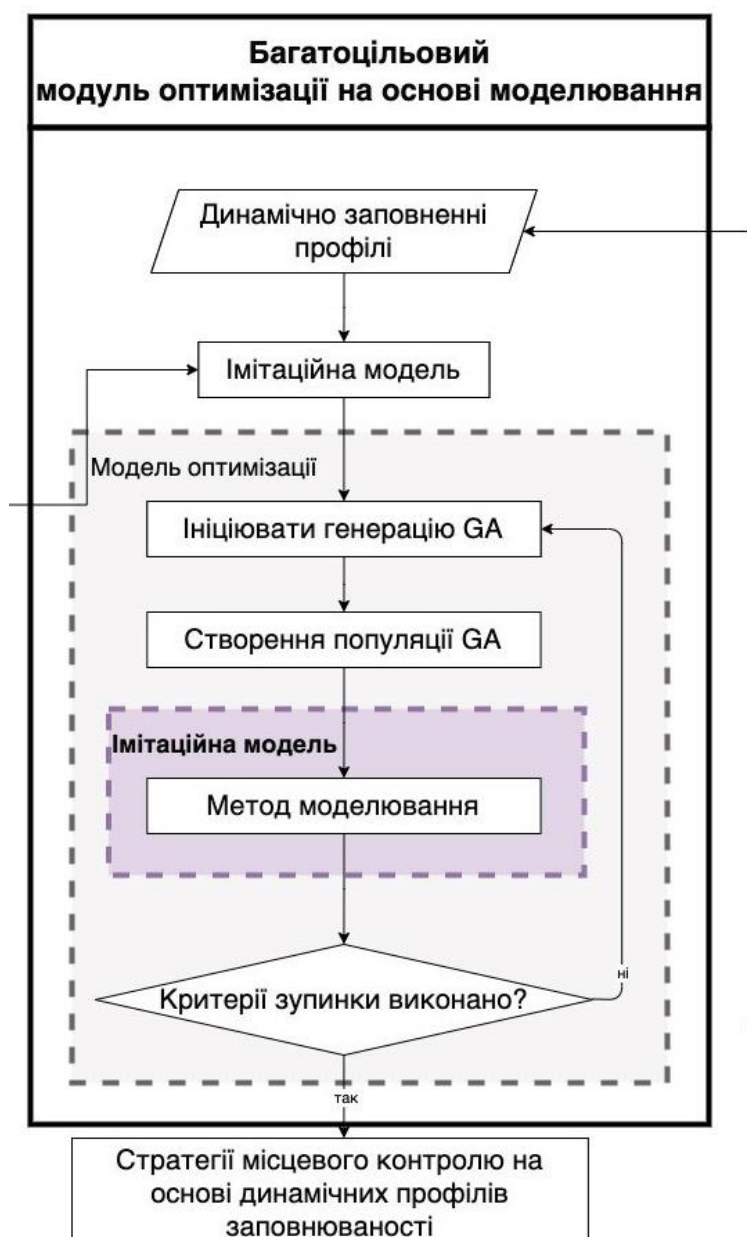 Багатоцільовий
модуль оптимізації на основі моделювання
Динамічно заповненні
профілі
Імітаційна модель
Модель оптимізації
Ініціювати генерацію GA
Створення популяції GA
Імітаційна модель
Метод моделювання
Критерії зупинки виконано?
ні
так
Стратегії місцевого контролю на
основі динамічних профілів
заповнюваності